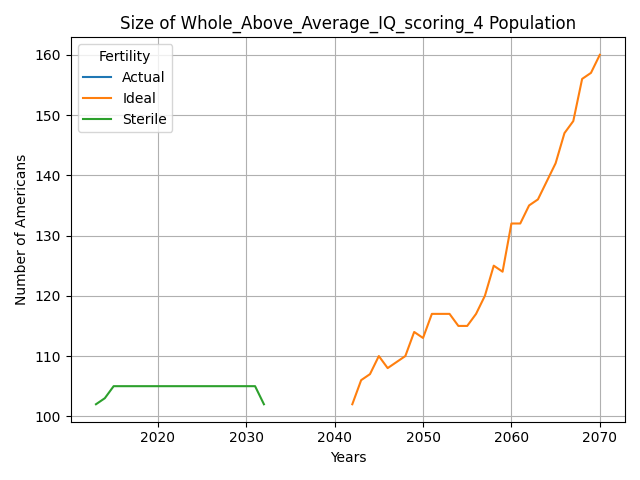 Size of Whole_Above_Average_IQ_scoring_4 Population
Fertility
Actual
Ideal
Sterile
Number of Americans
160
150
140
130
120
110
100
2020 2030 2040 2050 2060 2070
Years